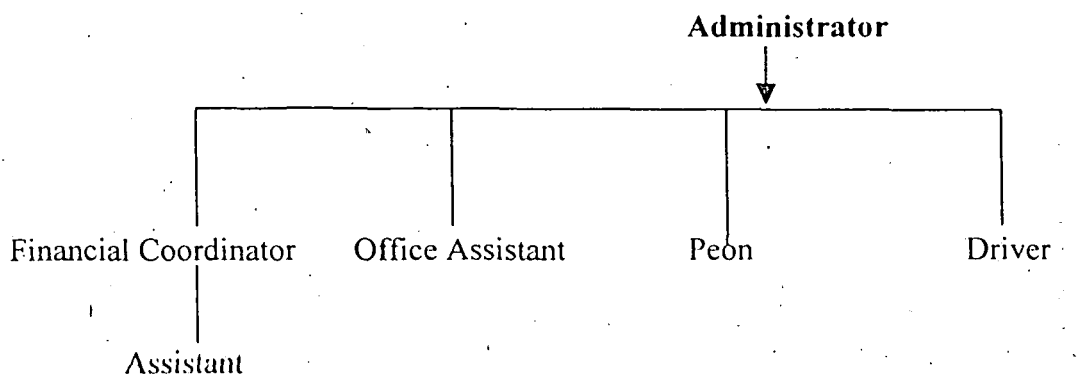 Administrator
Financial Coordinator Office Assistant Peon Driver
Assistant